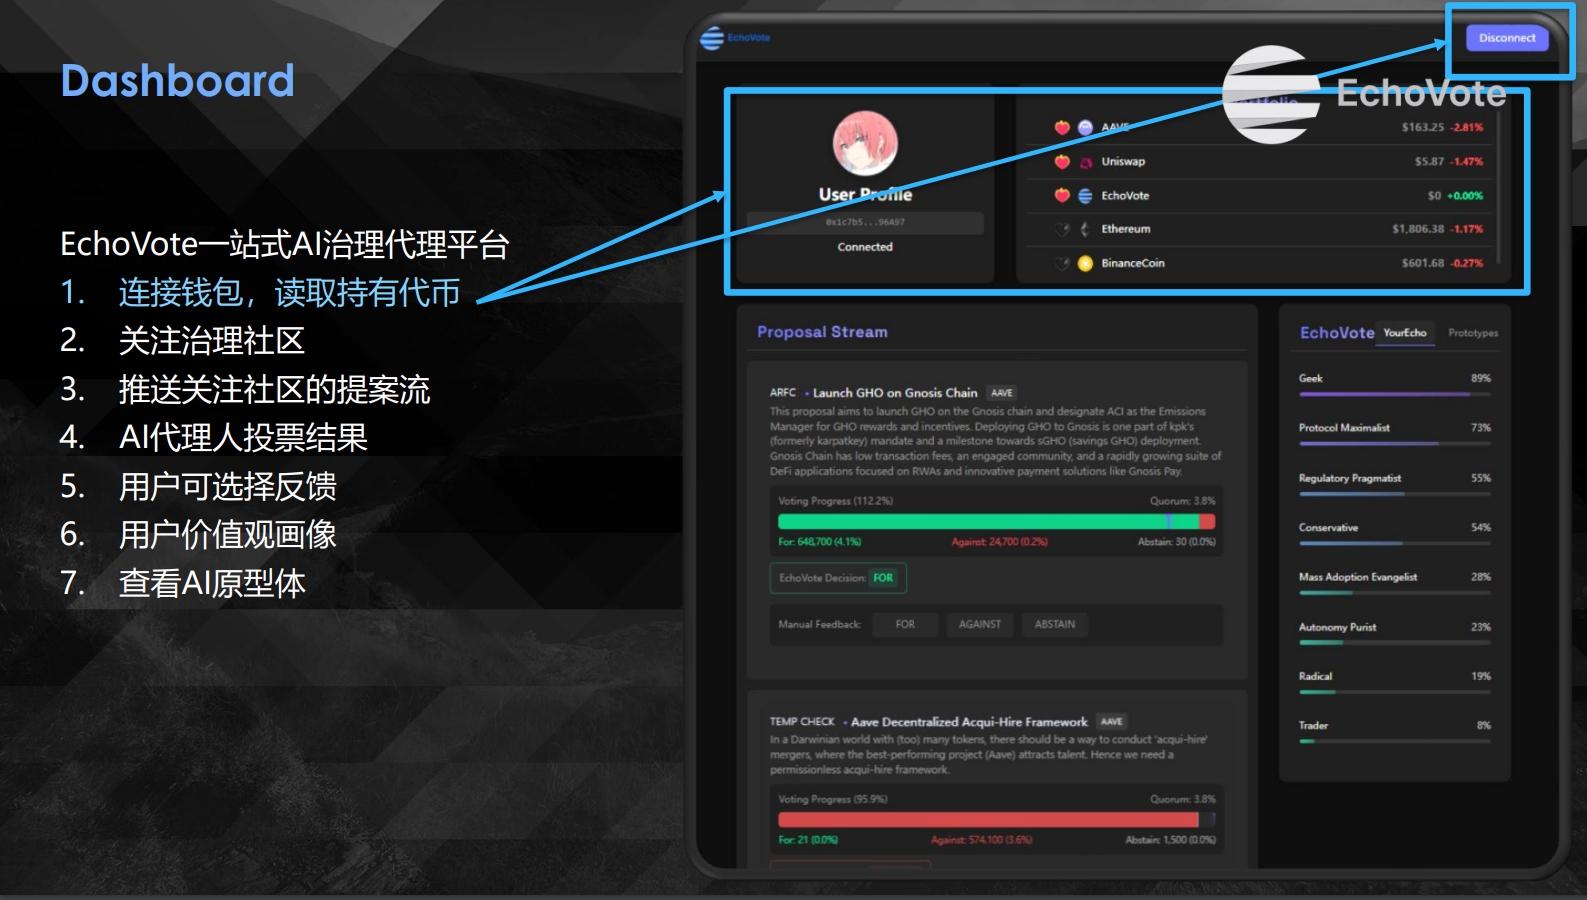 Dashboard
EchoVote一站式AI治理代理平台
1. 连接钱包，读取持有代币
2. 关注治理社区
3. 推送关注社区的提案流
4. AI代理人投票结果
5. 用户可选择反馈
6. 用户价值观画像
7. 查看AI原型体
EchoVote
Disconnect
EchoVote
User Profile
0x1c7b5...96A97
Connected
Portfolio
AAVE $163.25 -2.81%
Uniswap $5.87 -1.47%
EchoVote $0 +0.00%
Ethereum $1,806.38 -1.17%
BinanceCoin $601.68 -0.27%
Proposal Stream
ARFC • Launch GHO on Gnosis Chain AAVE
This proposal aims to launch GHO on the Gnosis chain and designate ACI as the Emissions
Manager for GHO rewards and incentives. Deploying GHO to Gnosis is one part of kpk's
(formerly karpatkey) mandate and a milestone towards sGHO (savings GHO) deployment.
Gnosis Chain has low transaction fees, an engaged community, and a rapidly growing suite of
DeFi applications focused on RWAs and innovative payment solutions like Gnosis Pay.
Voting Progress (112.2%) Quorum: 3.8%
For: 648,700 (4.1%) Against: 24,700 (0.2%) Abstain: 30 (0.0%)
EchoVote Decision: FOR
Manual Feedback: FOR AGAINST ABSTAIN
TEMP CHECK • Aave Decentralized Acqui-Hire Framework AAVE
In a Darwinian world with (too) many tokens, there should be a way to conduct 'acqui-hire'
mergers, where the best-performing project (Aave) attracts talent. Hence we need a
permissionless acqui-hire framework.
Voting Progress (95.9%) Quorum: 3.8%
For: 21 (0.0%) Against: 574,100 (3.6%) Abstain: 1,500 (0.0%)
EchoVote YourEcho Prototypes
Geek 89%
Protocol Maximalist 73%
Regulatory Pragmatist 55%
Conservative 54%
Mass Adoption Evangelist 28%
Autonomy Purist 23%
Radical 19%
Trader 8%